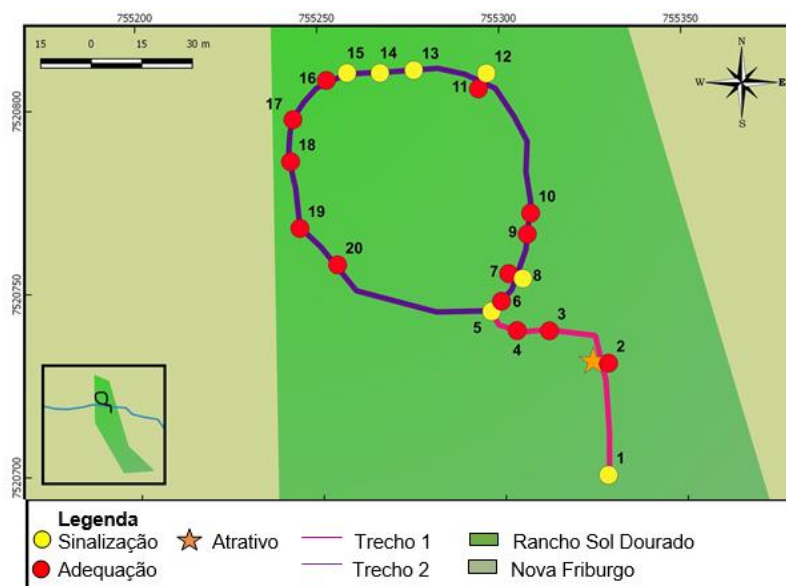 755200 755250 755300 755350
15 0 15 30 m
N
W E
S
7520800
7520750
7520700
15 14 13 12
16 11
17
18
10
19 9
20 7 8
6
5 3
4 2
1
Legenda
Sinalização Atrativo Trecho 1 Rancho Sol Dourado
Adequação Trecho 2 Nova Friburgo